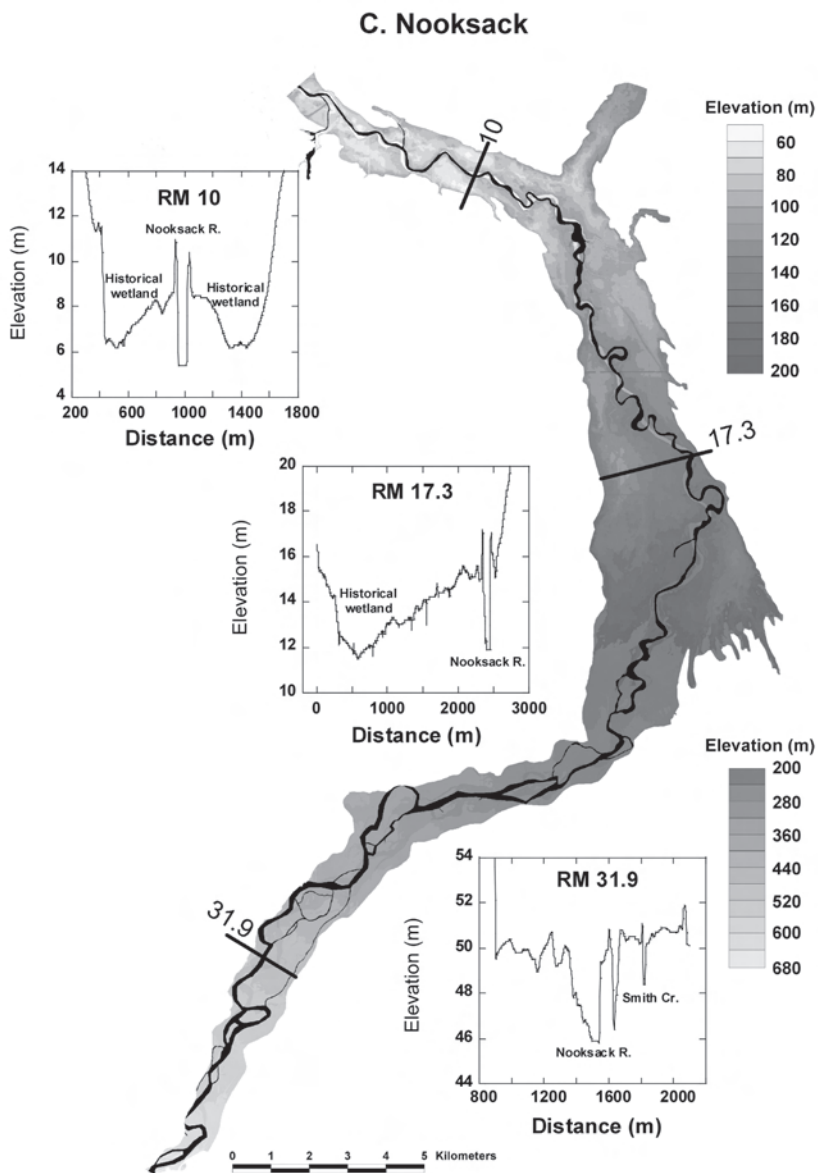 C. Nooksack
Elevation (m)
60
80
100
120
140
160
180
200
10
17.3
31.9
RM 10
Nooksack R.
Historical
wetland
Historical
wetland
Elevation (m)
14
12
10
8
6
4
200 600 1000 1400 1800
Distance (m)
RM 17.3
Historical
wetland
Nooksack R.
Elevation (m)
20
18
16
14
12
10
0 1000 2000 3000
Distance (m)
Elevation (m)
200
280
360
440
520
600
680
RM 31.9
Smith Cr.
Nooksack R.
Elevation (m)
54
52
50
48
46
44
800 1200 1600 2000
Distance (m)
0 1 2 3 4 5 Kilometers